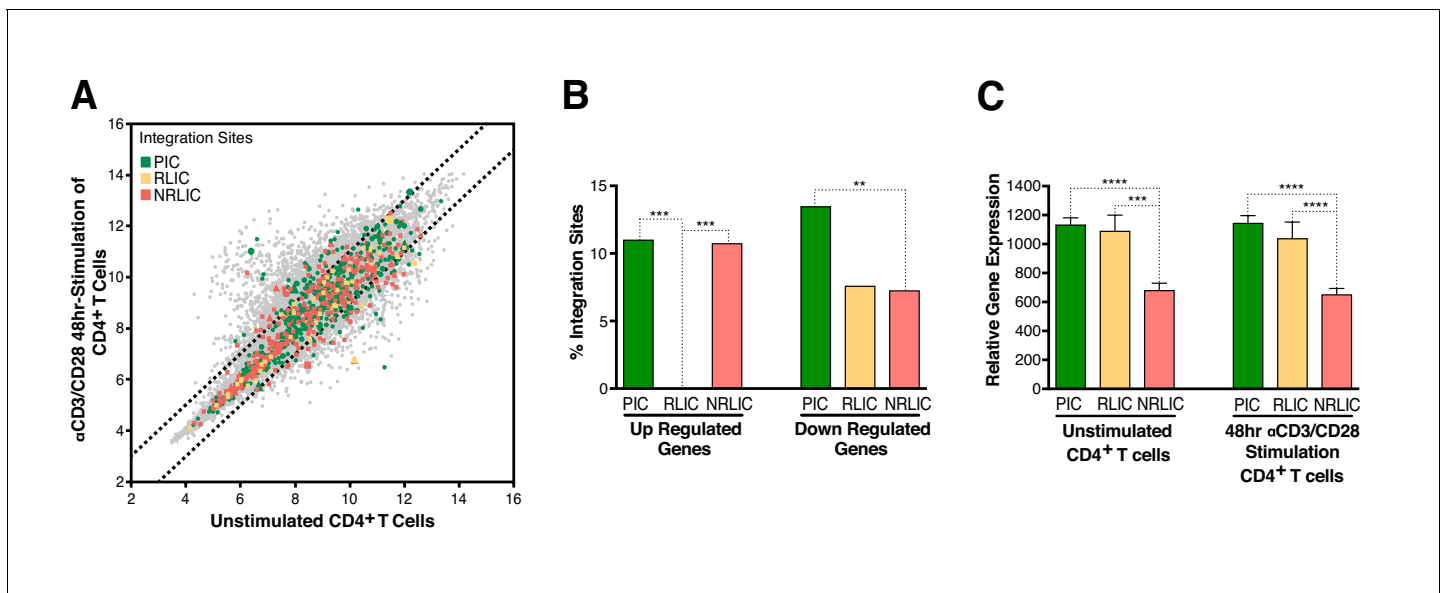 A
B
C
αCD3/CD28 48hr-Stimulation of
CD4+ T Cells
16
14
12
10
8
6
4
2
Integration Sites
PIC
RLIC
NRLIC
2 4 6 8 10 12 14 16
Unstimulated CD4+ T Cells
% Integration Sites
15
10
5
0
*** *** **
PIC RLIC NRLIC PIC RLIC NRLIC
Up Regulated
Genes
Down Regulated
Genes
Relative Gene Expression
1400
1200
1000
800
600
400
200
0
**** ***
**** ****
PIC RLIC NRLIC PIC RLIC NRLIC
Unstimulated
CD4+ T cells
48hr αCD3/CD28
Stimulation
CD4+ T cells